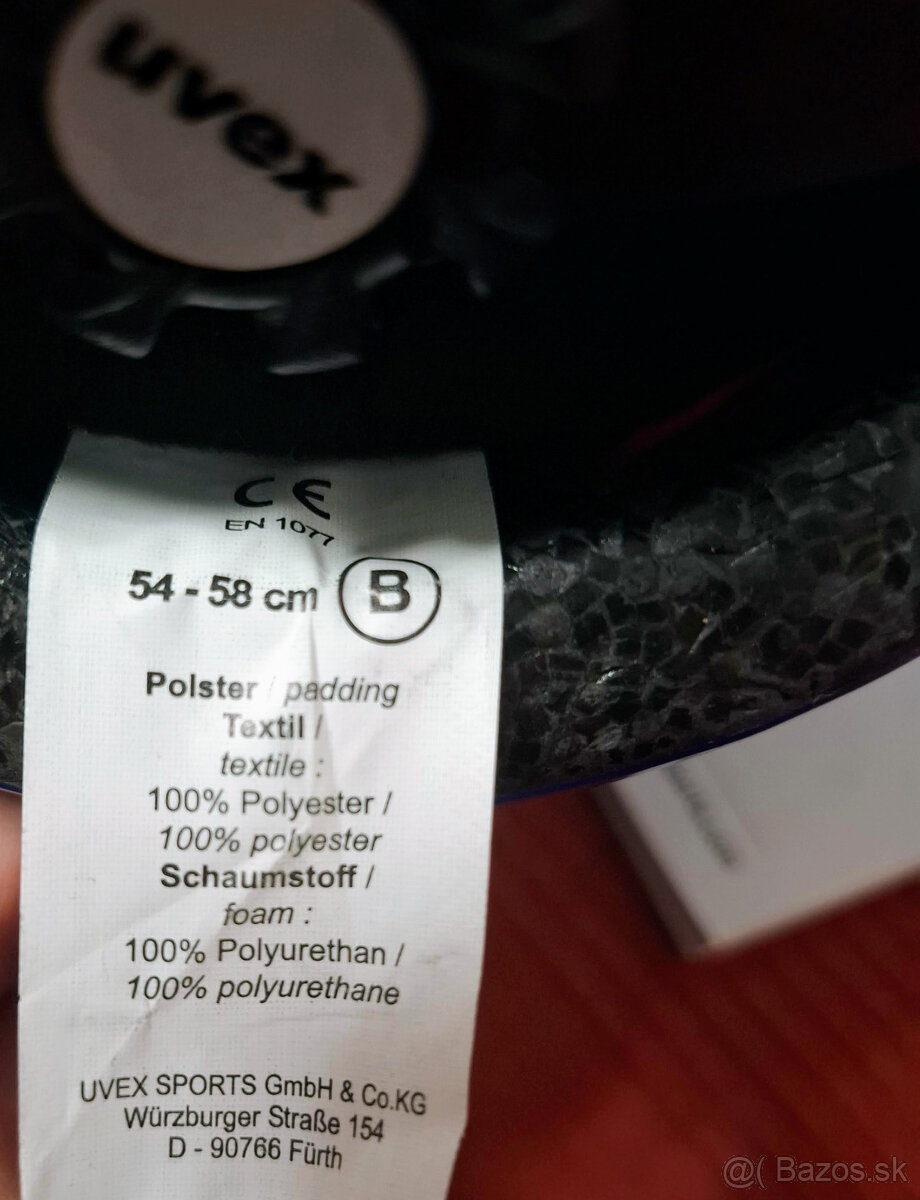 uvex
CE
EN 1077
54 - 58 cm B
Polster / padding
Textil /
textile :
100% Polyester /
100% polyester
Schaumstoff /
foam :
100% Polyurethan /
100% polyurethane
UVEX SPORTS GmbH & Co.KG
Würzburger Straße 154
D - 90766 Fürth
@( Bazos.sk